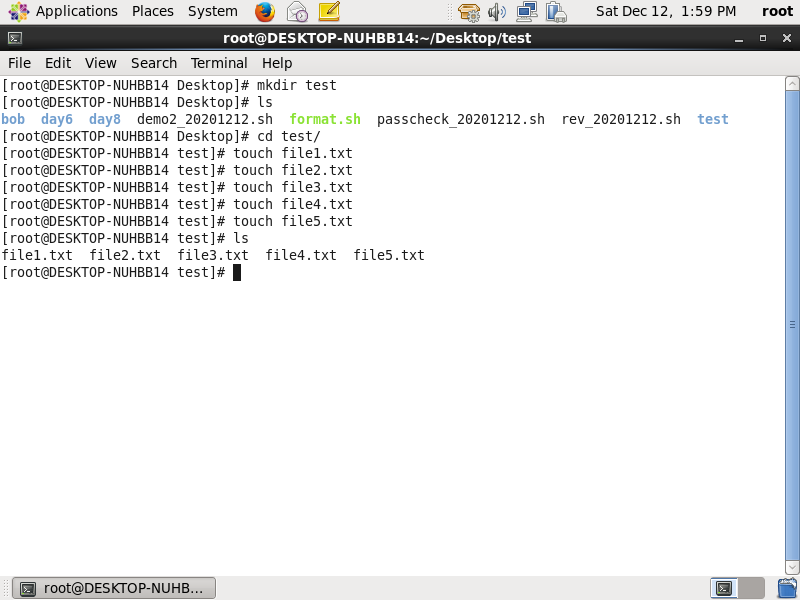 Applications Places System Sat Dec 12, 1:59 PM root
root@DESKTOP-NUHBB14:~/Desktop/test
File Edit View Search Terminal Help
[root@DESKTOP-NUHBB14 Desktop]# mkdir test
[root@DESKTOP-NUHBB14 Desktop]# ls
bob day6 day8 demo2_20201212.sh format.sh passcheck_20201212.sh rev_20201212.sh test
[root@DESKTOP-NUHBB14 Desktop]# cd test/
[root@DESKTOP-NUHBB14 test]# touch file1.txt
[root@DESKTOP-NUHBB14 test]# touch file2.txt
[root@DESKTOP-NUHBB14 test]# touch file3.txt
[root@DESKTOP-NUHBB14 test]# touch file4.txt
[root@DESKTOP-NUHBB14 test]# touch file5.txt
[root@DESKTOP-NUHBB14 test]# ls
file1.txt file2.txt file3.txt file4.txt file5.txt
[root@DESKTOP-NUHBB14 test]#
root@DESKTOP-NUHB...